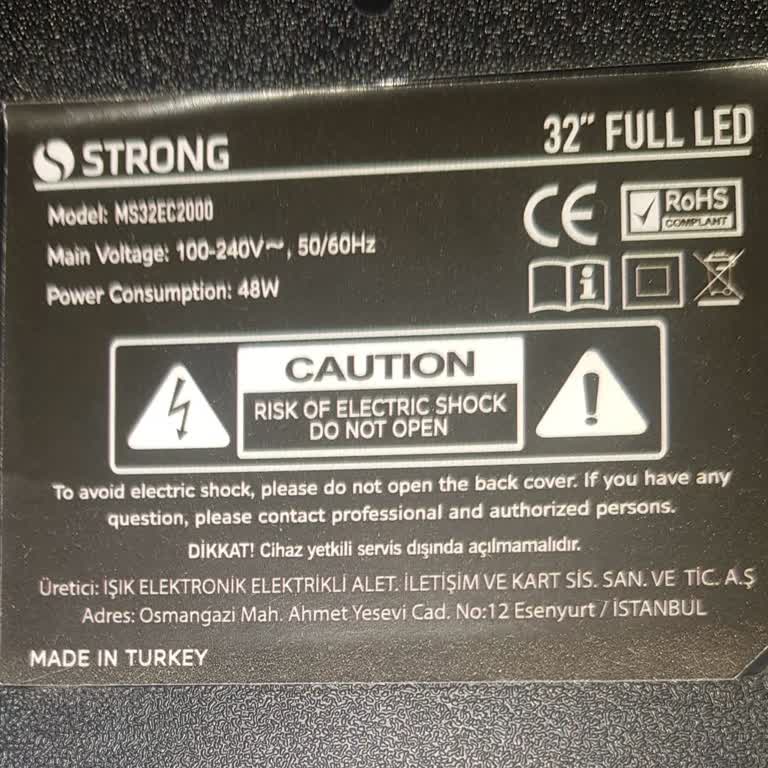 STRONG
32" FULL LED
Model: MS32EC2000
Main Voltage: 100-240V~, 50/60Hz
Power Consumption: 48W
CE
RoHS
COMPLIANT
i
CAUTION
RISK OF ELECTRIC SHOCK
DO NOT OPEN
!
To avoid electric shock, please do not open the back cover. If you have any
question, please contact professional and authorized persons.
DİKKAT! Cihaz yetkili servis dışında açılmamalıdır.
Üretici: IŞIK ELEKTRONİK ELEKTRİKLİ ALET. İLETİŞİM VE KART SİS. SAN. VE TİC. A.Ş
Adres: Osmangazi Mah. Ahmet Yesevi Cad. No:12 Esenyurt / İSTANBUL
MADE IN TURKEY